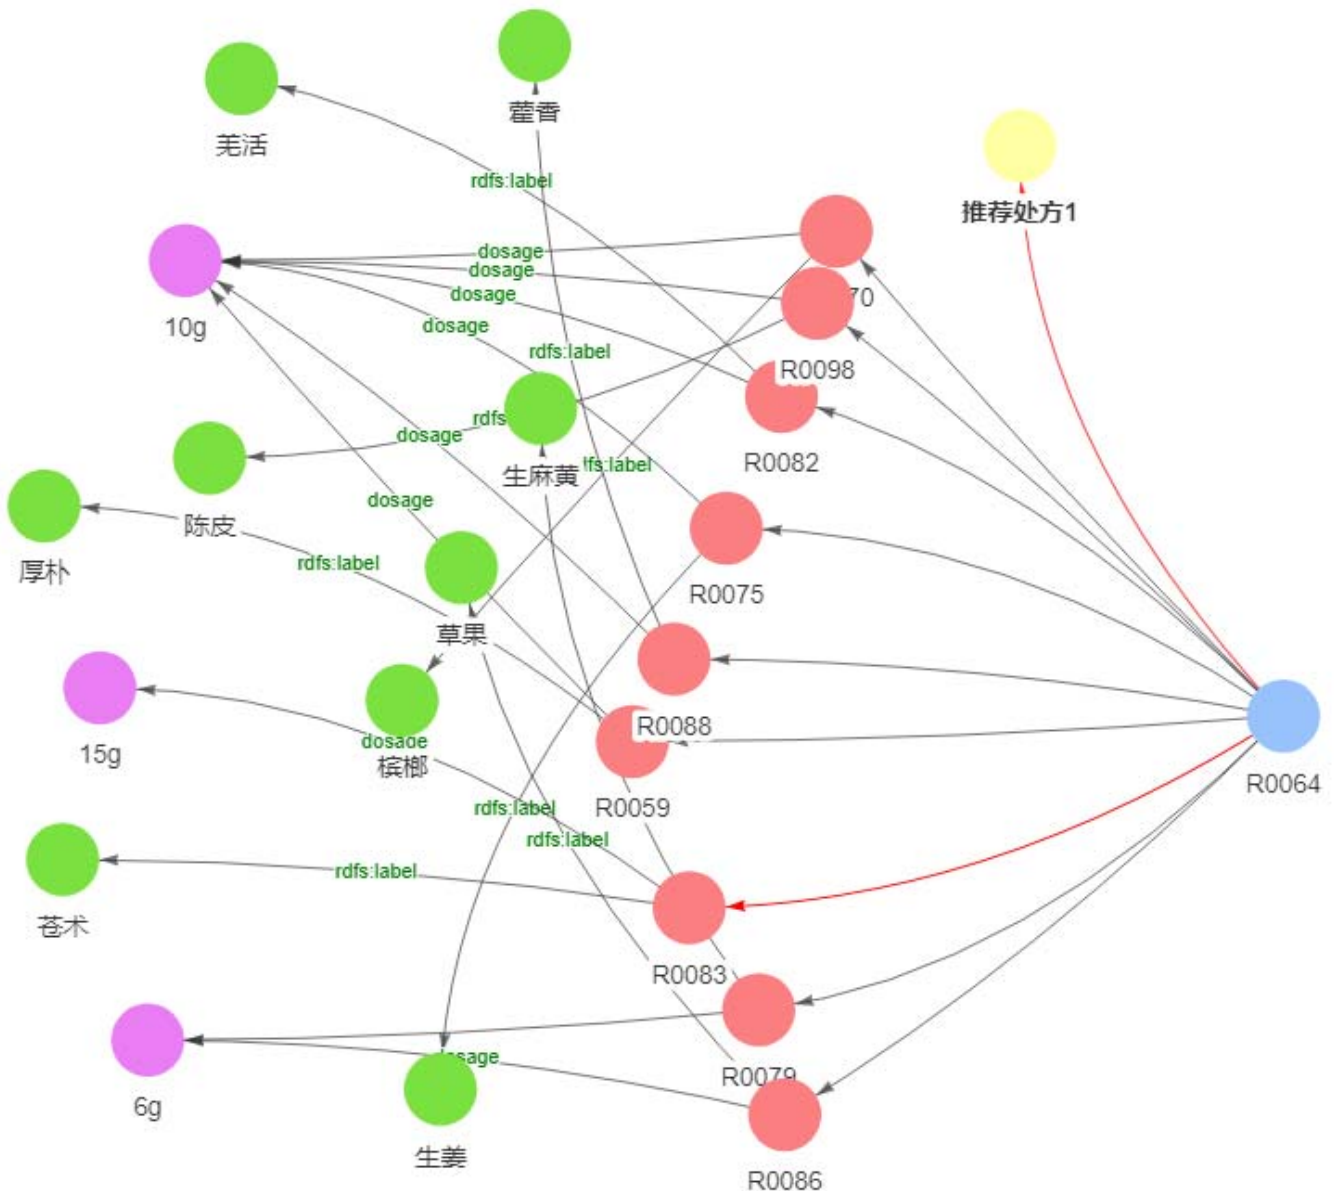 羌活
藿香
推荐处方1
rdfs:label
dosage
dosage
dosage
dosage
10g
70
R0098
rdfs:label
rdfs
dosage
R0082
生麻黄
lfs:label
陈皮
dosage
厚朴
rdfs:label
R0075
草果
R0088
15g
dosage
槟榔
R0064
R0059
rdfs:label
rdfs:label
rdfs:label
苍术
R0083
R0079
6g
osage
生姜
R0086